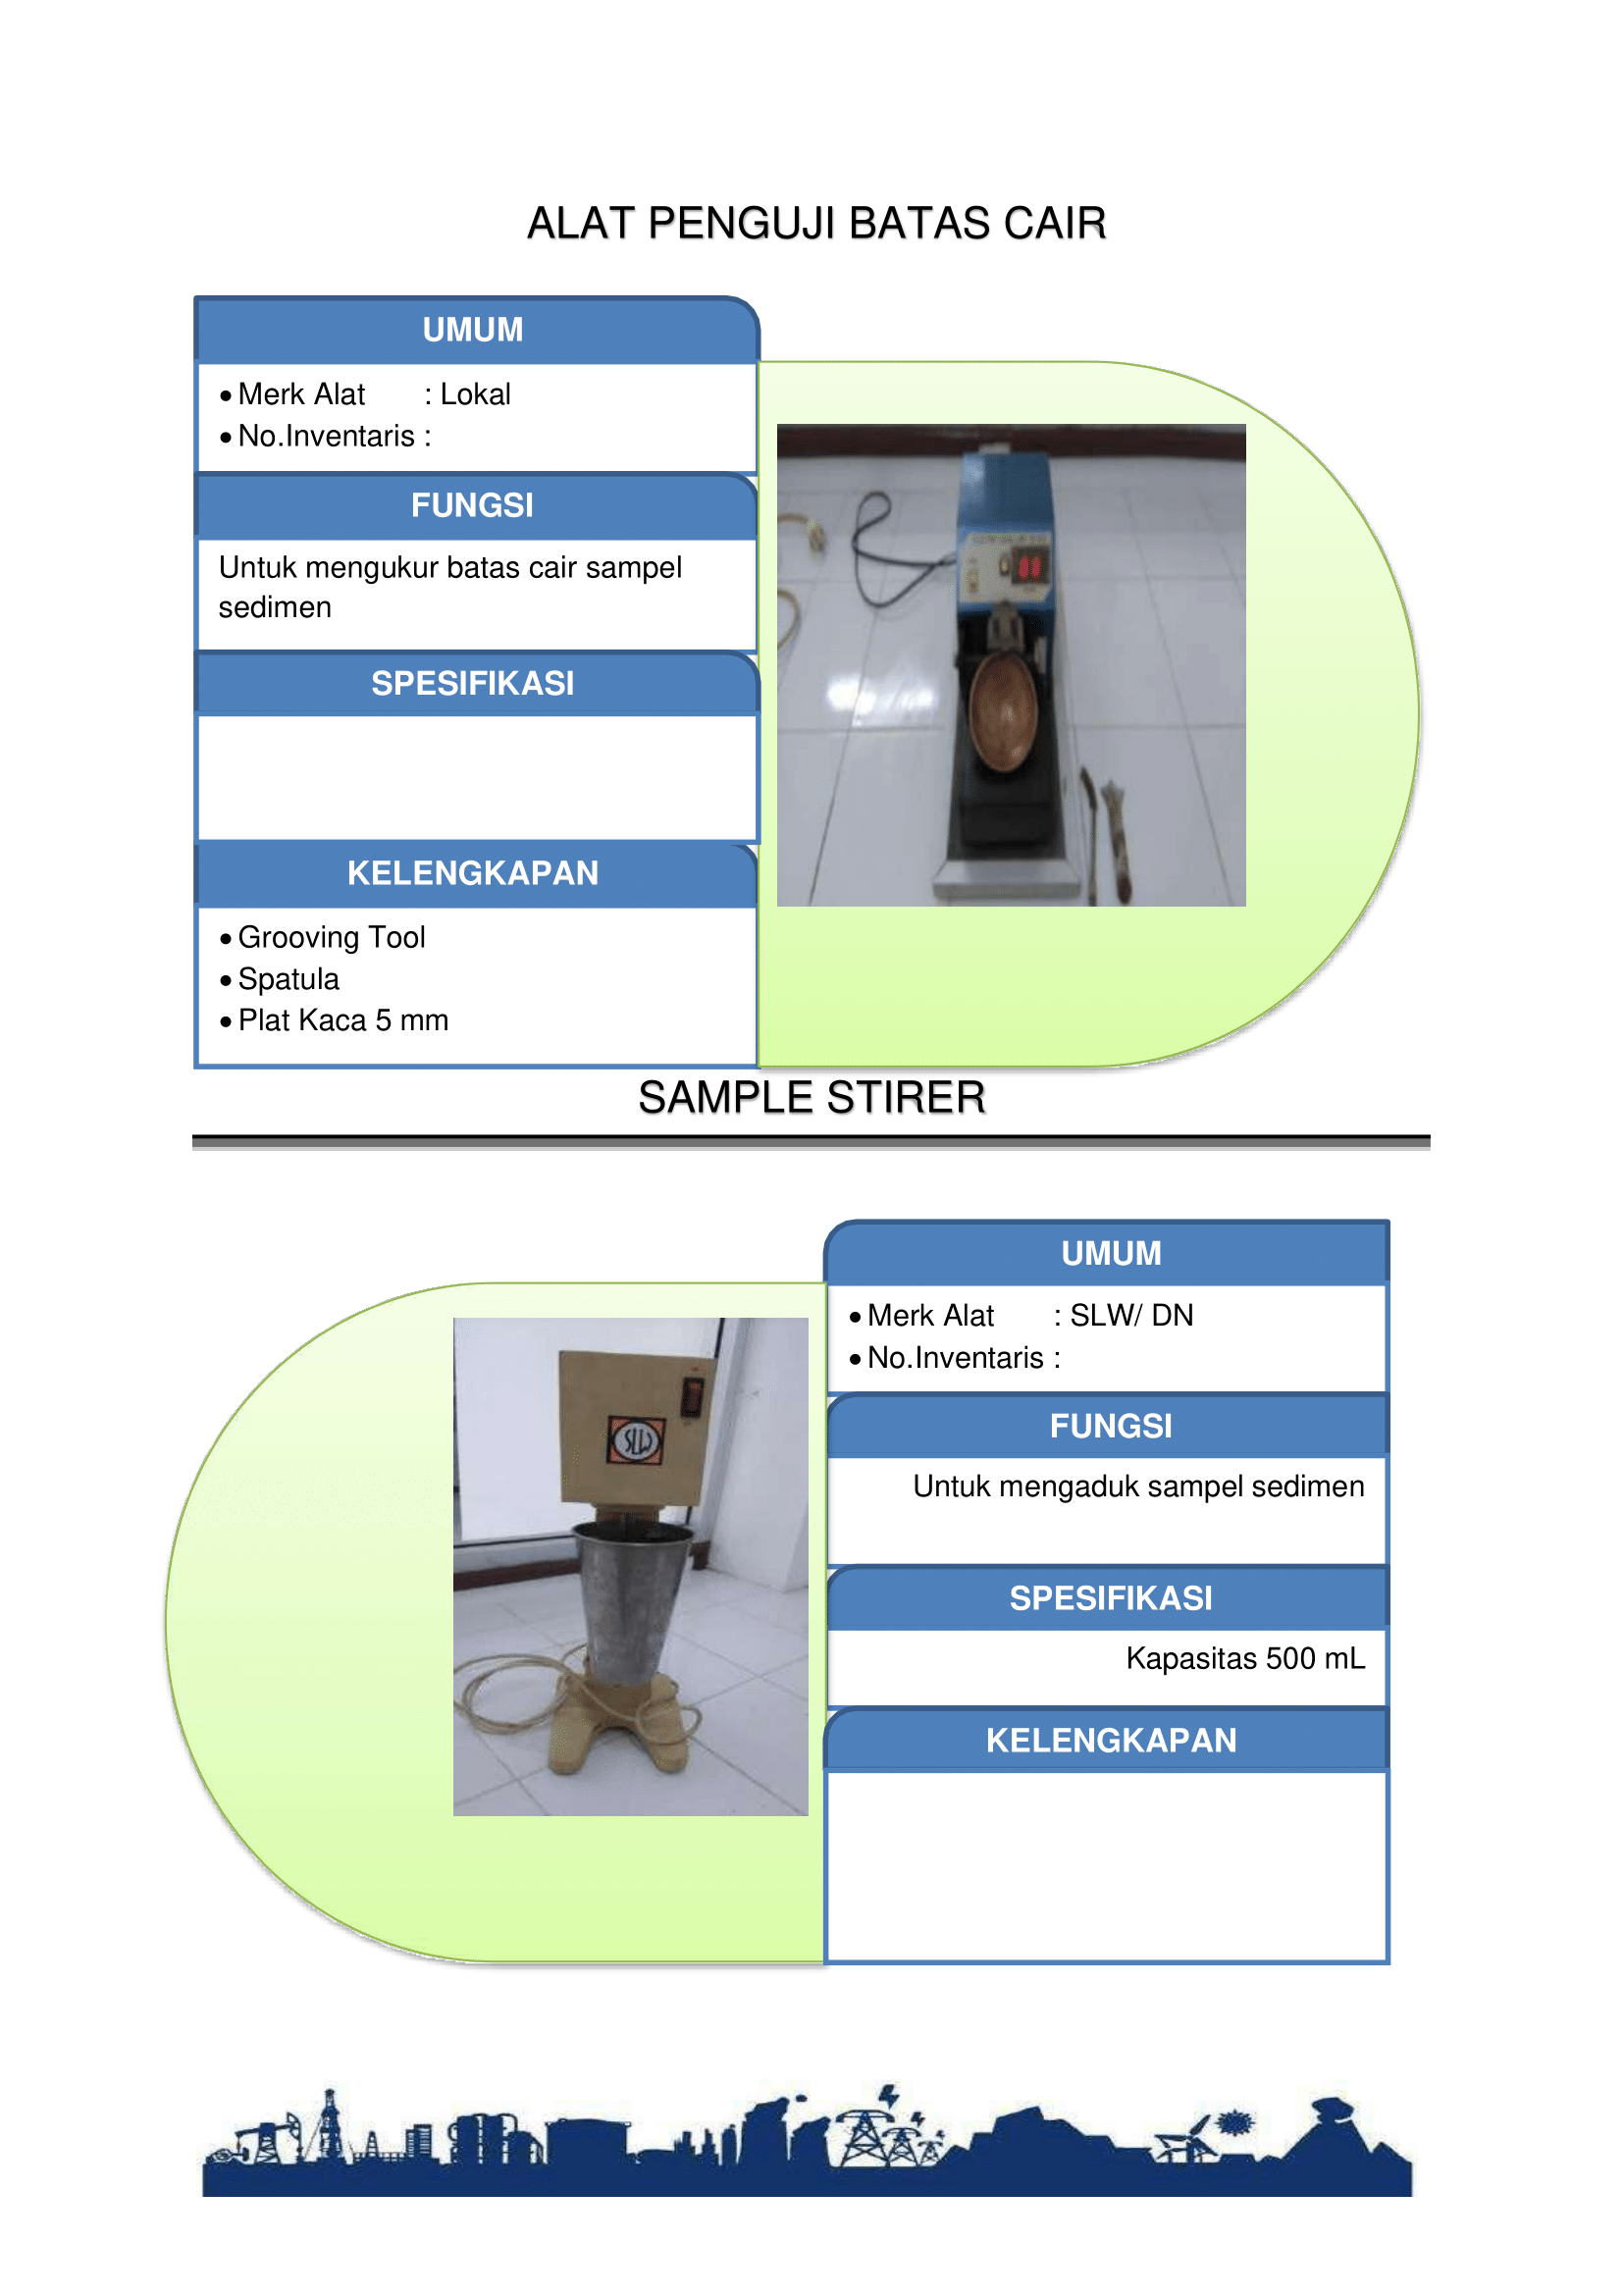 ALAT PENGUJI BATAS CAIR
UMUM
• Merk Alat : Lokal
• No.Inventaris :
FUNGSI
Untuk mengukur batas cair sampel
sedimen
SPESIFIKASI
KELENGKAPAN
• Grooving Tool
• Spatula
• Plat Kaca 5 mm
SAMPLE STIRER
UMUM
• Merk Alat : SLW/ DN
• No.Inventaris :
FUNGSI
Untuk mengaduk sampel sedimen
SPESIFIKASI
Kapasitas 500 mL
KELENGKAPAN
SLW